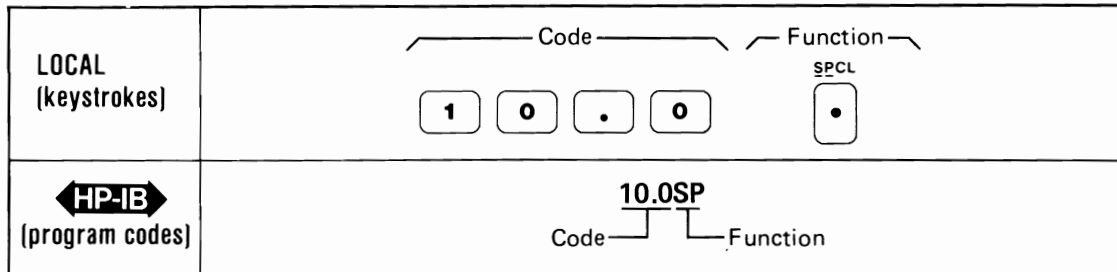 LOCAL
(keystrokes)
Code
Function
SPCL
1 0 . 0
HP-IB
(program codes)
10.0SP
Code
Function